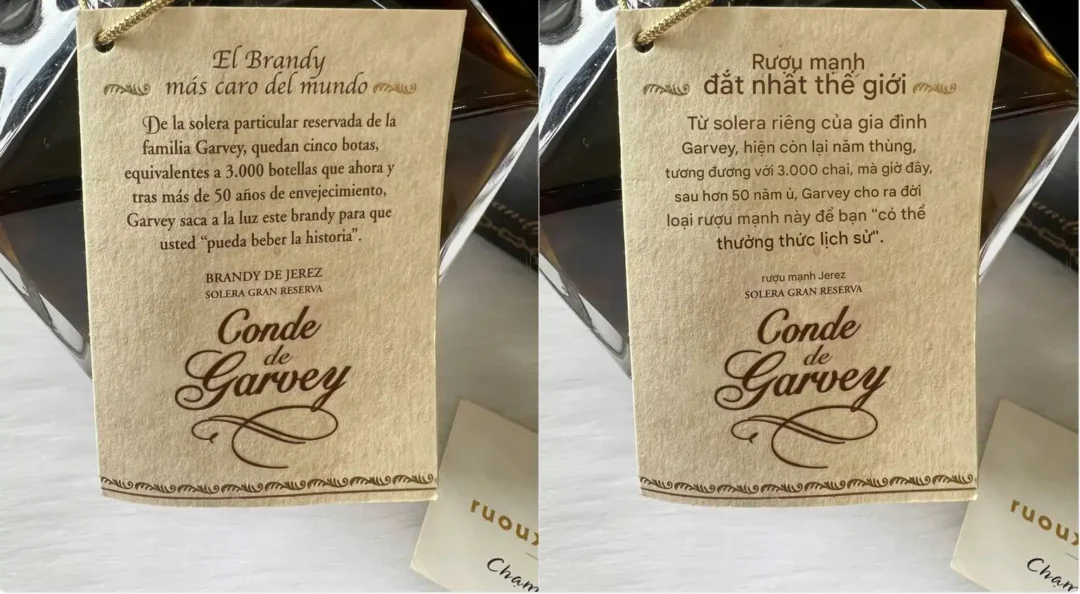 El Brandy
más caro del mundo
De la solera particular reservada de la
familia Garvey, quedan cinco botas,
equivalentes a 3.000 botellas que ahora y
tras más de 50 años de envejecimiento,
Garvey saca a la luz este brandy para que
usted “pueda beber la historia”.
BRANDY DE JEREZ
SOLERA GRAN RESERVA
Conde
de
Garvey
Rượu mạnh
đắt nhất thế giới
Từ solera riêng của gia đình
Garvey, hiện còn lại năm thùng,
tương đương với 3.000 chai, mà giờ đây,
sau hơn 50 năm ủ, Garvey cho ra đời
loại rượu mạnh này để bạn "có thể
thưởng thức lịch sử".
rượu mạnh Jerez
SOLERA GRAN RESERVA
Conde
de
Garvey